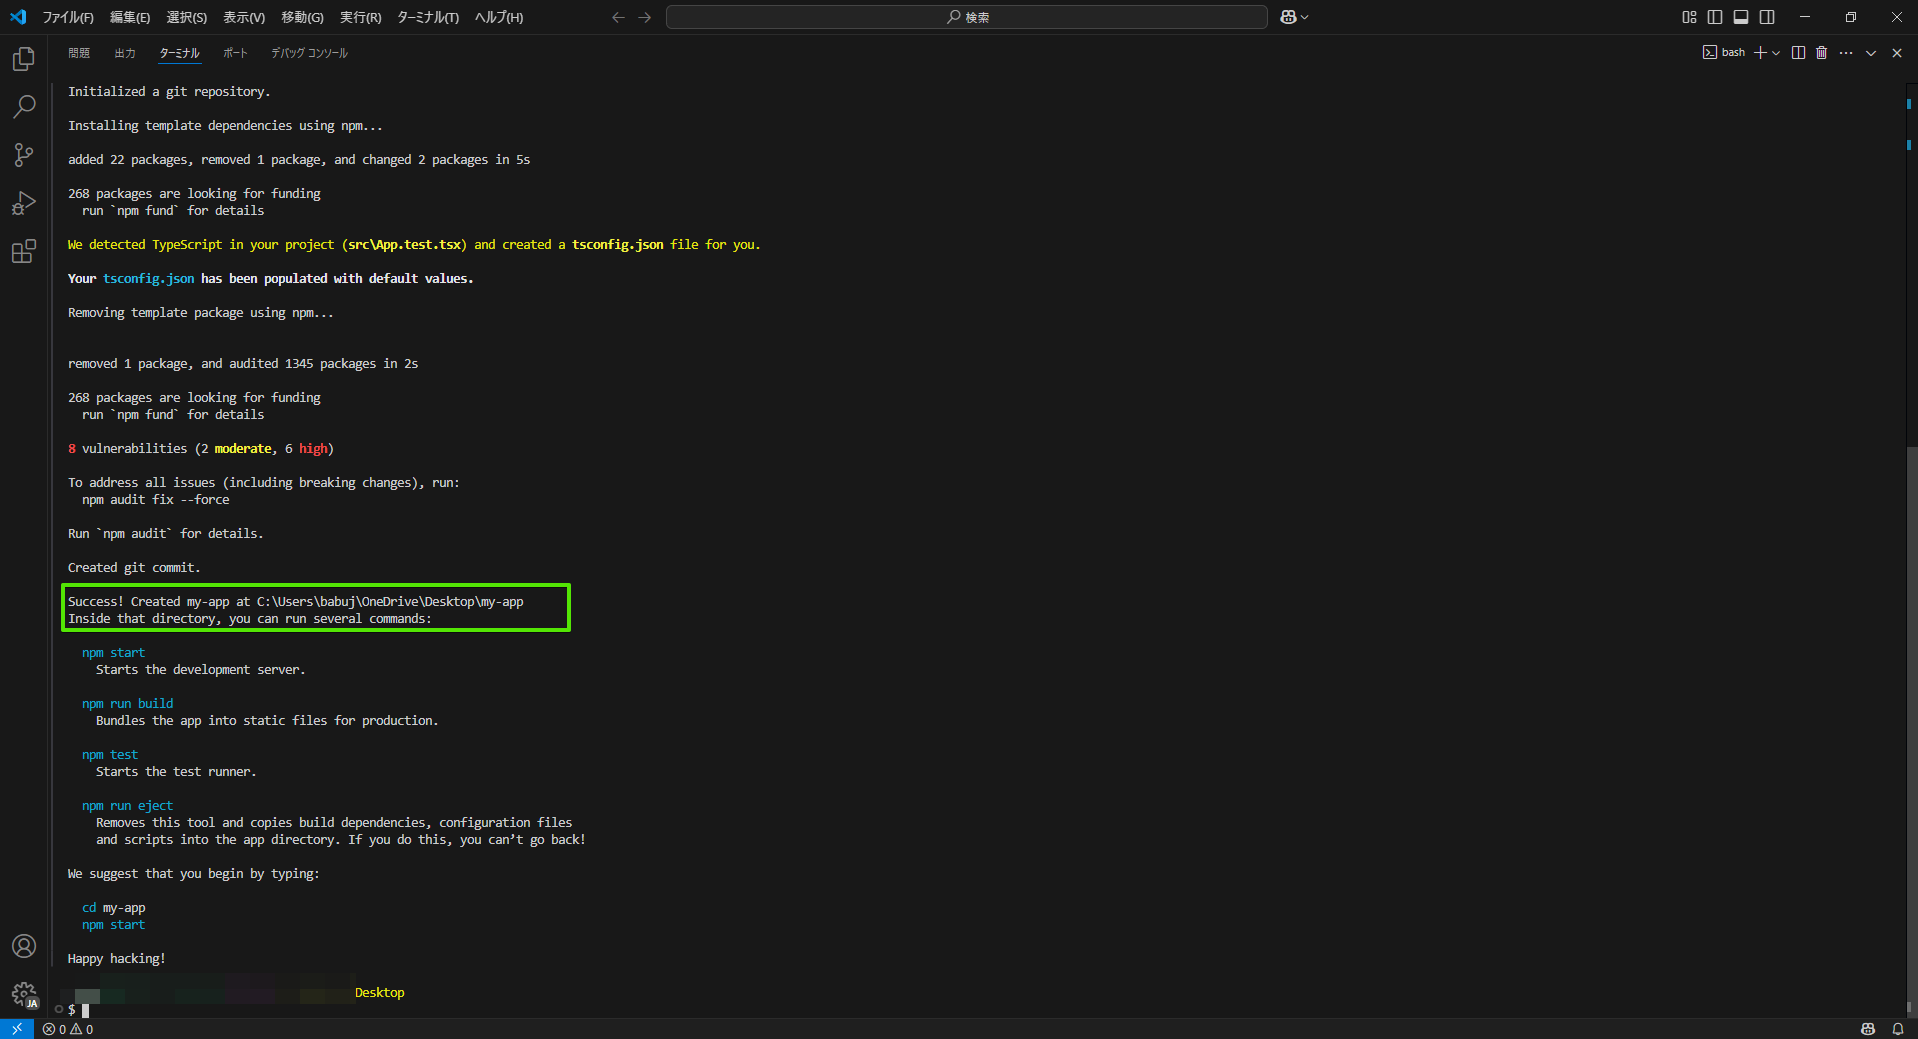 ファイル(F) 編集(E) 選択(S) 表示(V) 移動(G) 実行(R) ターミナル(T) ヘルプ(H) 検索
問題 出力 ターミナル ポート デバッグ コンソール bash
Initialized a git repository.
Installing template dependencies using npm...
added 22 packages, removed 1 package, and changed 2 packages in 5s
268 packages are looking for funding
run `npm fund` for details
We detected TypeScript in your project (src\App.test.tsx) and created a tsconfig.json file for you.
Your tsconfig.json has been populated with default values.
Removing template package using npm...
removed 1 package, and audited 1345 packages in 2s
268 packages are looking for funding
run `npm fund` for details
8 vulnerabilities (2 moderate, 6 high)
To address all issues (including breaking changes), run:
npm audit fix --force
Run `npm audit` for details.
Created git commit.
Success! Created my-app at C:\Users\babuj\OneDrive\Desktop\my-app
Inside that directory, you can run several commands:
npm start
Starts the development server.
npm run build
Bundles the app into static files for production.
npm test
Starts the test runner.
npm run eject
Removes this tool and copies build dependencies, configuration files
and scripts into the app directory. If you do this, you can’t go back!
We suggest that you begin by typing:
cd my-app
npm start
Happy hacking!
Desktop
$
JA
0 0